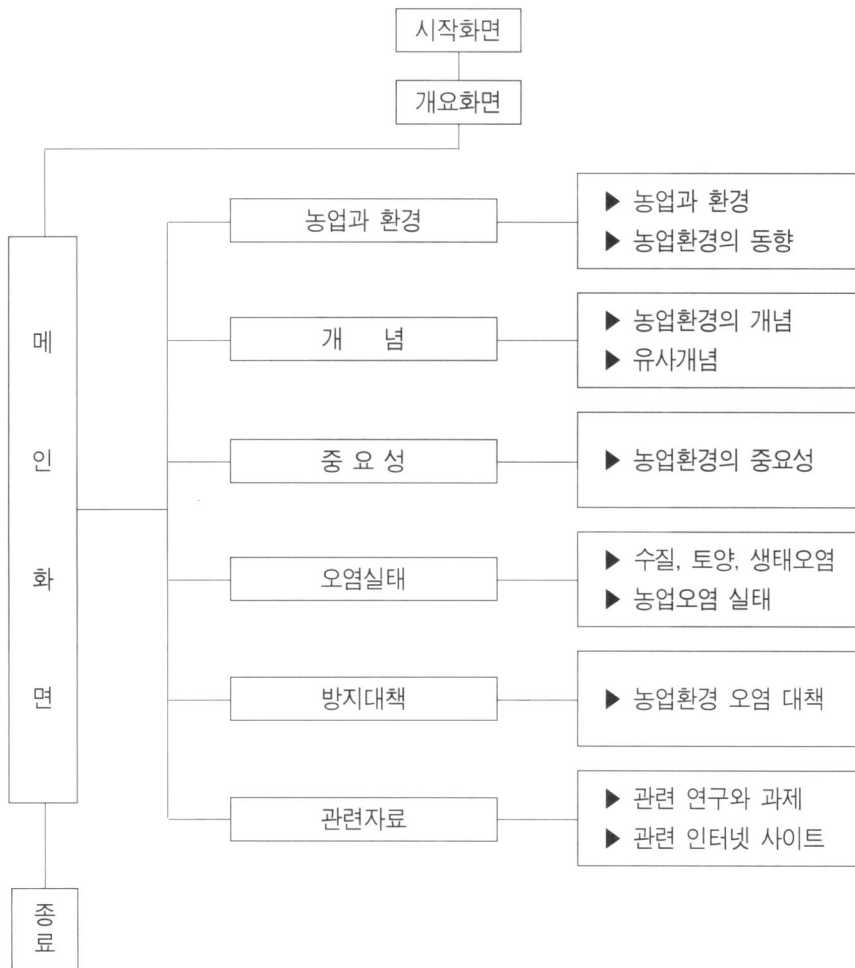 시작화면
개요화면
메
인
화
면
농업과 환경
▶ 농업과 환경
▶ 농업환경의 동향
개 념
▶ 농업환경의 개념
▶ 유사개념
중 요 성
▶ 농업환경의 중요성
오염실태
▶ 수질, 토양, 생태오염
▶ 농업오염 실태
방지대책
▶ 농업환경 오염 대책
관련자료
▶ 관련 연구와 과제
▶ 관련 인터넷 사이트
종
료